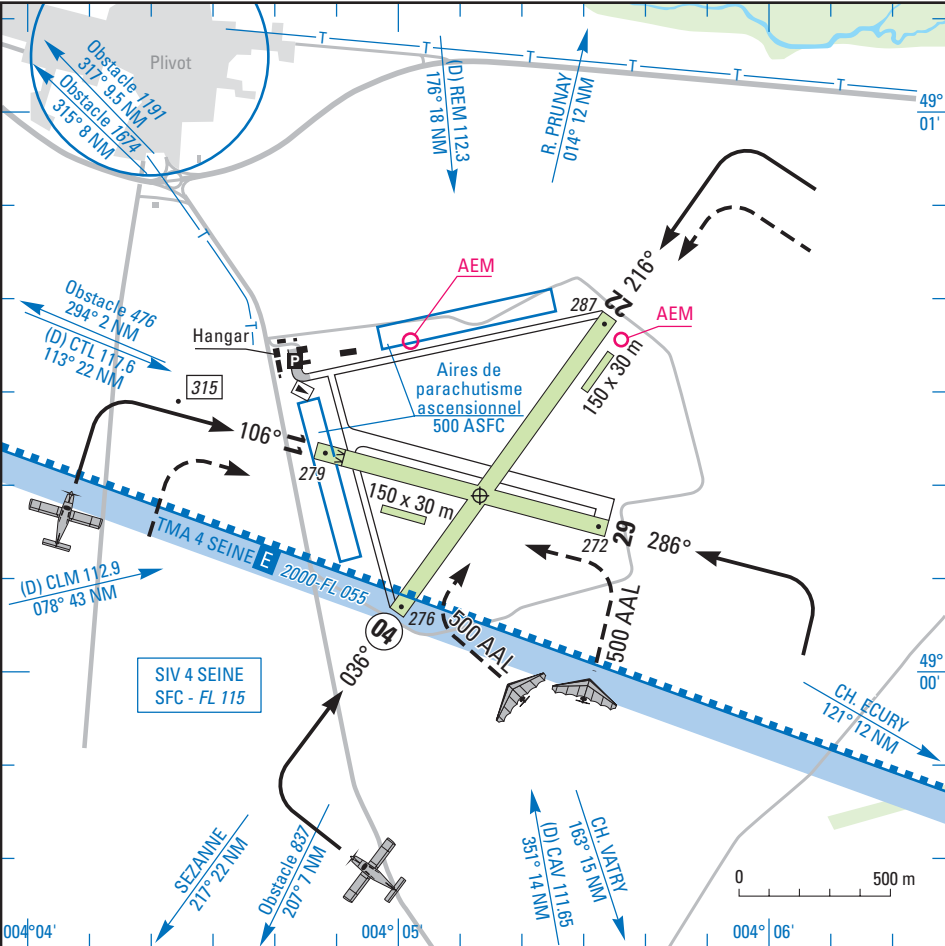 Plivot
Obstacle 1191
317° 9.5 NM
Obstacle 1674
315° 8 NM
T
T
T
T
T
T
(D) REM 112.3
176° 18 NM
R. PRUNAY
014° 12 NM
49°
01'
T
T
AEM
287
22
216°
AEM
Obstacle 476
294° 2 NM
(D) CTL 117.6
113° 22 NM
Hangar
P
315
Aires de
parachutisme
ascensionnel
500 ASFC
150 x 30 m
106°
11
279
150 x 30 m
272
29
286°
TMA 4 SEINE
E
2000-FL 055
(D) CLM 112.9
078° 43 NM
276
04
036°
500 AAL
500 AAL
49°
00'
SIV 4 SEINE
SFC - FL 115
CH. ECURY
121° 12 NM
SEZANNE
217° 22 NM
Obstacle 837
207° 7 NM
(D) CAV 111.65
351° 14 NM
CH. VATRY
163° 15 NM
0 500 m
004°04'
004°05'
004°06'